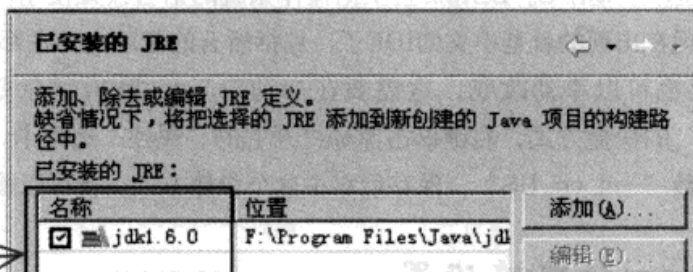 已安装的 JRE
添加、除去或编辑 JRE 定义。
缺省情况下，将把选择的 JRE 添加到新创建的 Java 项目的构建路
径中。
已安装的 JRE：
名称 位置 添加(A)...
jdk1.6.0 F:\Program Files\Java\jdk
编辑(E)...